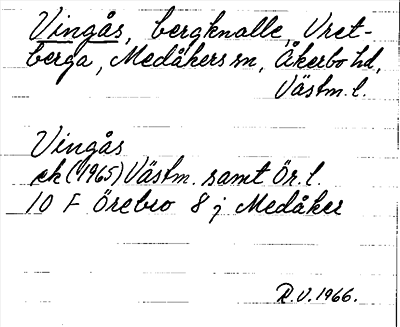 Vingås, bergknalle, Vret-
berga, Medåkers sn, Åkerbo hd,
Västm. l.
Vingås
ek (1965) Västm. samt Ör. l.
10 F Örebro 8 j Medåker
R.V. 1966.